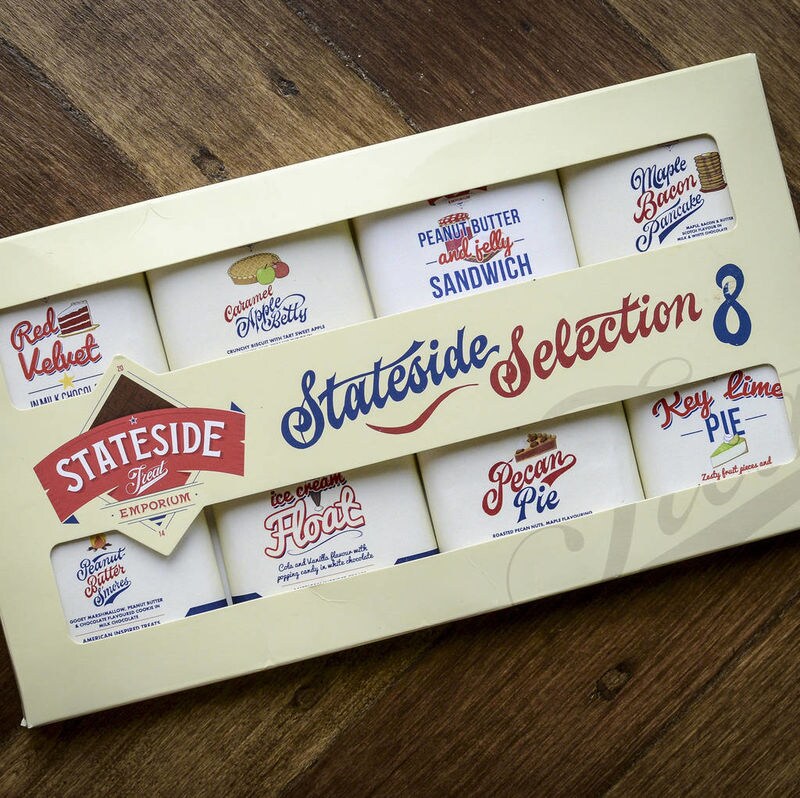 Red
Velvet
IN MILK CHOCOL
Caramel
Apple
Betty
CRUNCHY BISCUIT WITH TART SWEET APPLE
PEANUT BUTTER
and jelly
SANDWICH
Maple
Bacon
Pancake
MAPLE, BACON & BUTTER
SCOTCH FLAVOUR IN
MILK & WHITE CHOCOLATE
Stateside Selection 8
20
STATESIDE
Treat
EMPORIUM
14
Peanut
Butter
Smores
GOOEY MARSHMALLOW, PEANUT BUTTER
& CHOCOLATE FLAVOURED COOKIE IN
MILK CHOCOLATE
AMERICAN INSPIRED TREATS
ice cream
Float
Cola and Vanilla flavour with
popping candy in white chocolate
Pecan
Pie
ROASTED PECAN NUTS, MAPLE FLAVOURING
Key lime
PIE
Zesty fruit pieces and